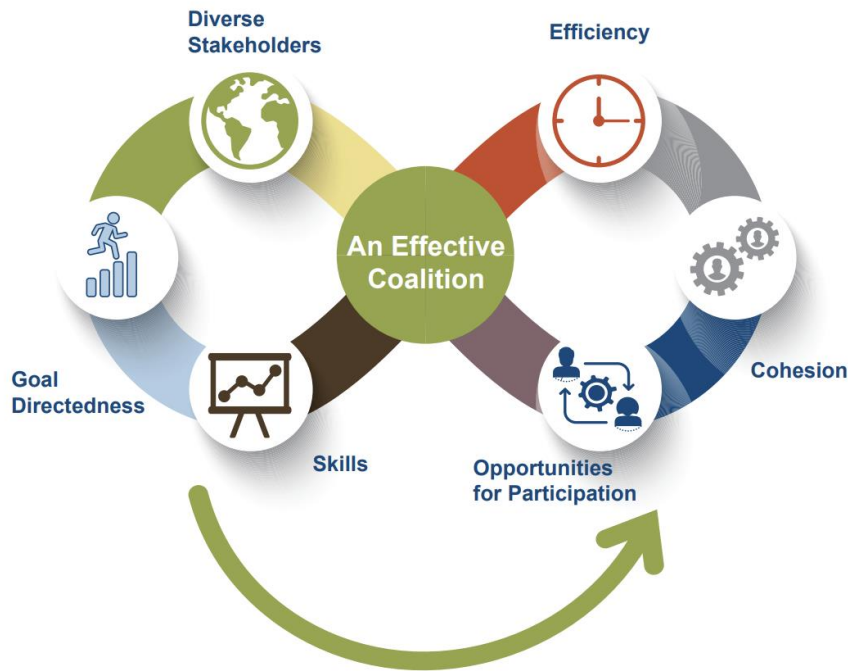 Diverse
Stakeholders
Efficiency
An Effective
Coalition
Goal
Directedness
Cohesion
Skills
Opportunities
for Participation